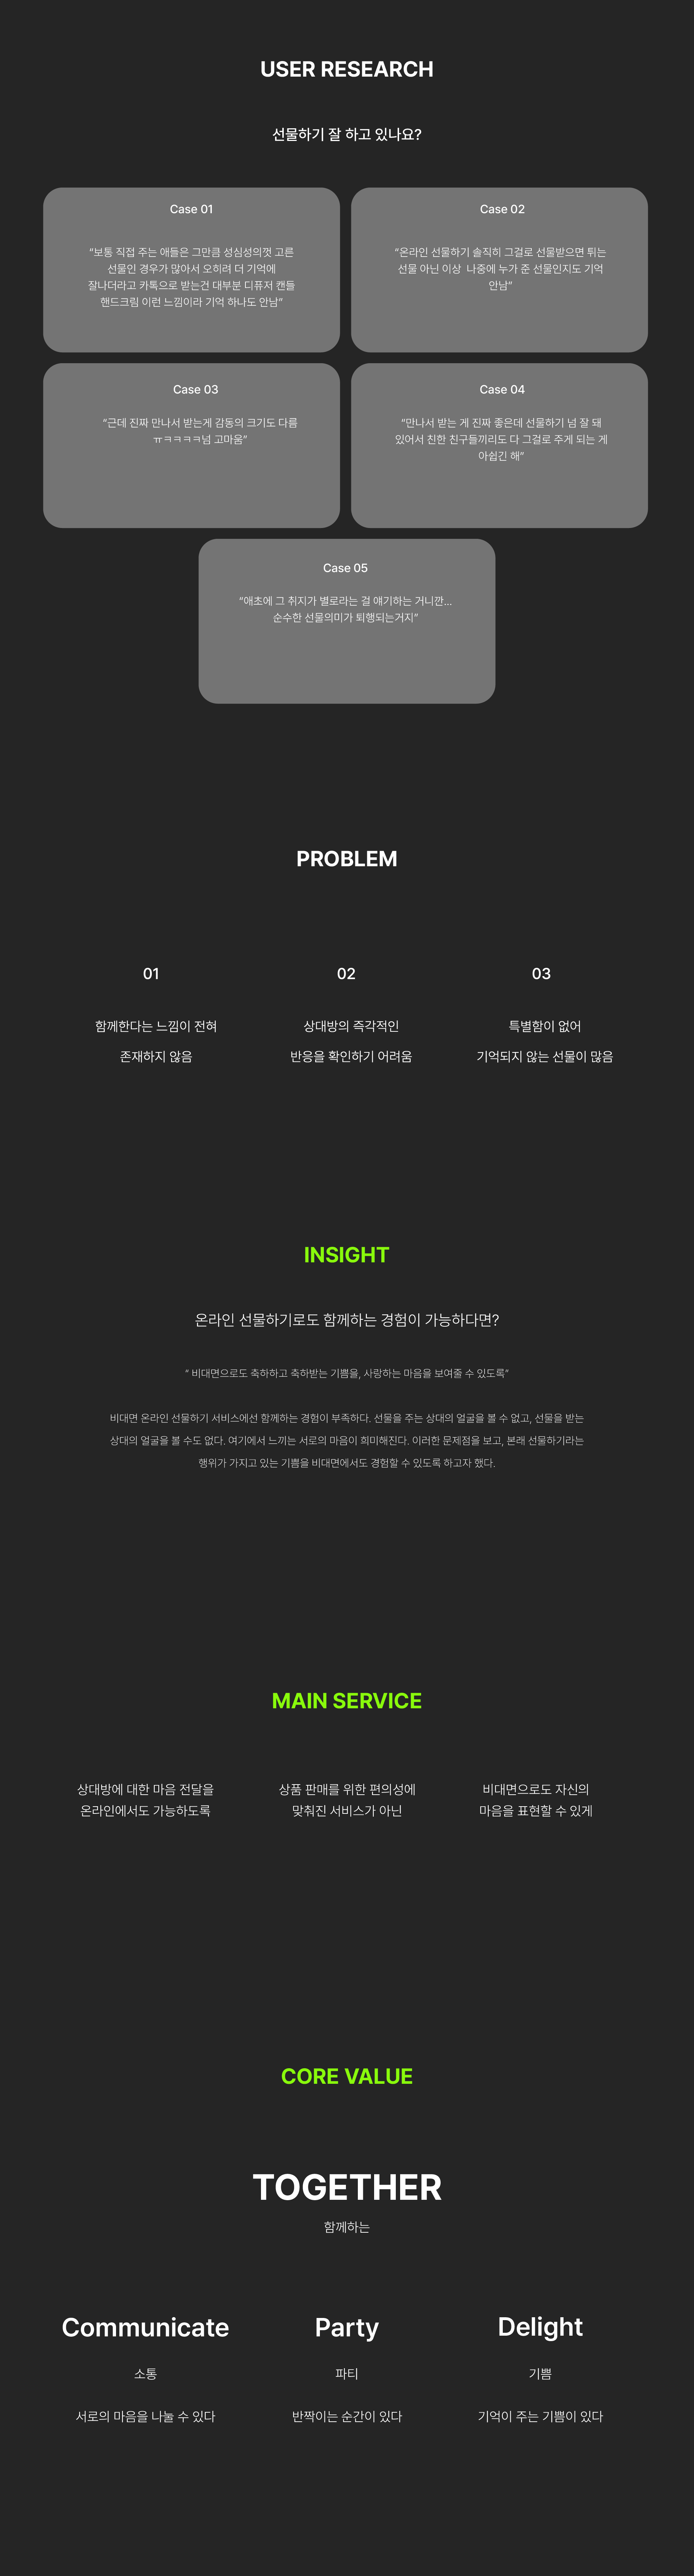 USER RESEARCH
선물하기 잘 하고 있나요?
Case 01
“보통 직접 주는 애들은 그만큼 성심성의껏 고른
선물인 경우가 많아서 오히려 더 기억에
잘나더라고 카톡으로 받는건 대부분 디퓨저 캔들
핸드크림 이런 느낌이라 기억 하나도 안남”
Case 02
“온라인 선물하기 솔직히 그걸로 선물받으면 튀는
선물 아닌 이상 나중에 누가 준 선물인지도 기억
안남”
Case 03
“근데 진짜 만나서 받는게 감동의 크기도 다름
ㅠㅋㅋㅋㅋ넘 고마움”
Case 04
“만나서 받는 게 진짜 좋은데 선물하기 넘 잘 돼
있어서 친한 친구들끼리도 다 그걸로 주게 되는 게
아쉽긴 해”
Case 05
“애초에 그 취지가 별로라는 걸 얘기하는 거니깐...
순수한 선물의미가 퇴행되는거지”
PROBLEM
01
함께한다는 느낌이 전혀
존재하지 않음
02
상대방의 즉각적인
반응을 확인하기 어려움
03
특별함이 없어
기억되지 않는 선물이 많음
INSIGHT
온라인 선물하기로도 함께하는 경험이 가능하다면?
“ 비대면으로도 축하하고 축하받는 기쁨을, 사랑하는 마음을 보여줄 수 있도록”
비대면 온라인 선물하기 서비스에선 함께하는 경험이 부족하다. 선물을 주는 상대의 얼굴을 볼 수 없고, 선물을 받는
상대의 얼굴을 볼 수도 없다. 여기에서 느끼는 서로의 마음이 희미해진다. 이러한 문제점을 보고, 본래 선물하기라는
행위가 가지고 있는 기쁨을 비대면에서도 경험할 수 있도록 하고자 했다.
MAIN SERVICE
상대방에 대한 마음 전달을
온라인에서도 가능하도록
상품 판매를 위한 편의성에
맞춰진 서비스가 아닌
비대면으로도 자신의
마음을 표현할 수 있게
CORE VALUE
TOGETHER
함께하는
Communicate
소통
서로의 마음을 나눌 수 있다
Party
파티
반짝이는 순간이 있다
Delight
기쁨
기억이 주는 기쁨이 있다